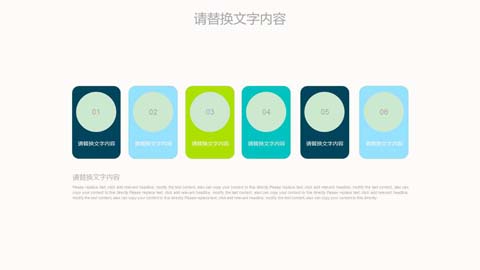 请替换文字内容
01 02 03 04 05 06
请替换文字内容 请替换文字内容 请替换文字内容 请替换文字内容 请替换文字内容 请替换文字内容
请替换文字内容
Please replace text, click add relevant headline, modify the text content, also can copy your content to this directly. Please replace text, click add relevant headline, modify the text content, also can
copy your content to this directly. Please replace text, click add relevant headline, modify the text content, also can copy your content to this directly. Please replace text, click add relevant headline,
modify the text content, also can copy your content to this directly. Please replace text, click add relevant headline, modify the text content, also can copy your content to this directly.